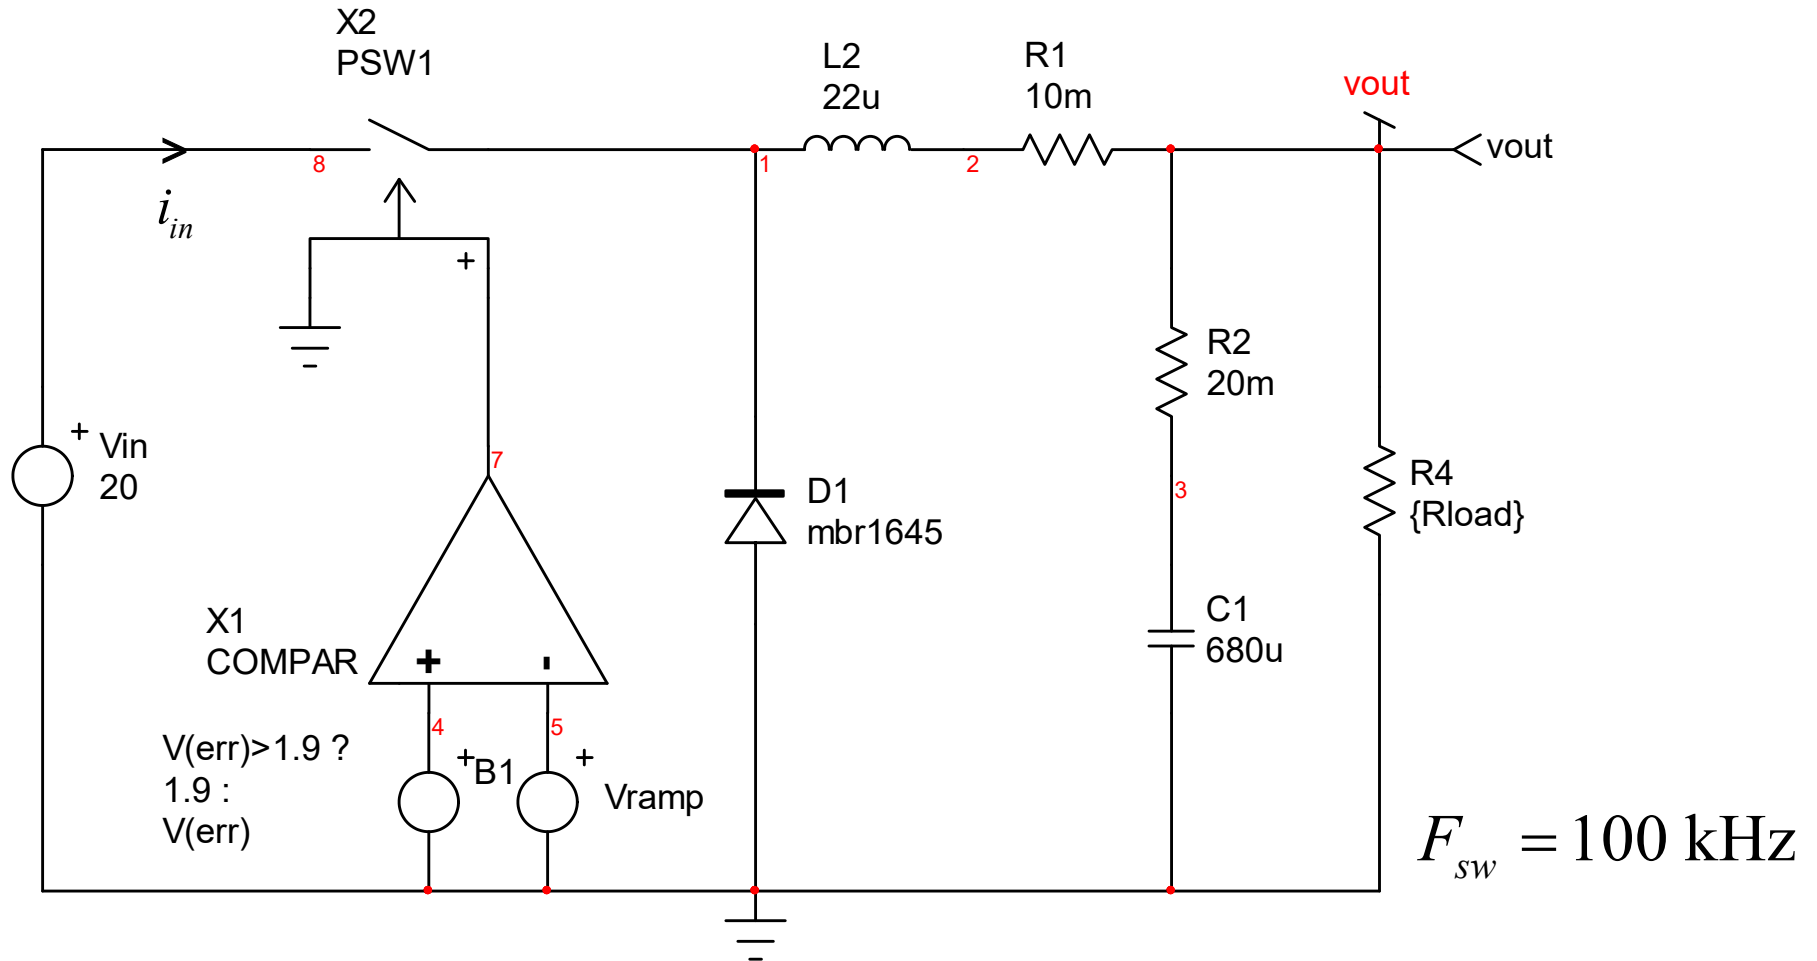 X2
PSW1
L2
22u
R1
10m
vout
vout
8
1
2
i_in
+
R2
20m
+
Vin
20
7
3
D1
mbr1645
R4
{Rload}
X1
COMPAR
+
-
C1
680u
4
5
V(err)>1.9 ?
1.9 :
V(err)
+
B1
+
Vramp
F_sw = 100 kHz